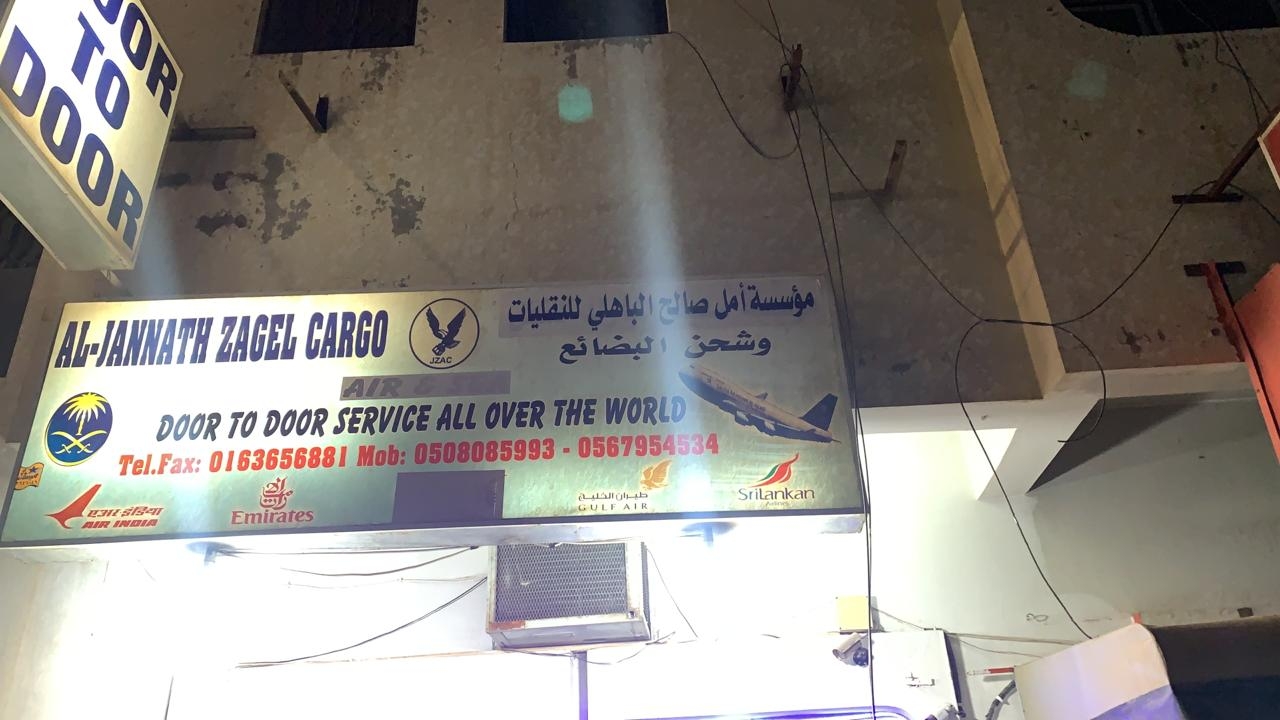 DOOR
TO
DOOR
AL-JANNATH ZAGEL CARGO
JZAC
مؤسسة أمل صالح الباهلي للنقليات
وشحن البضائع
AIR & SEA
DOOR TO DOOR SERVICE ALL OVER THE WORLD
Tel.Fax: 0163656881 Mob: 0508085993 - 0567954534
एअर इंडिया
AIR INDIA
Emirates
طيران الخليج
GULF AIR
SriLankan
Airlines